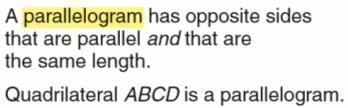 A parallelogram has opposite sides
that are parallel and that are
the same length.
Quadrilateral ABCD is a parallelogram.